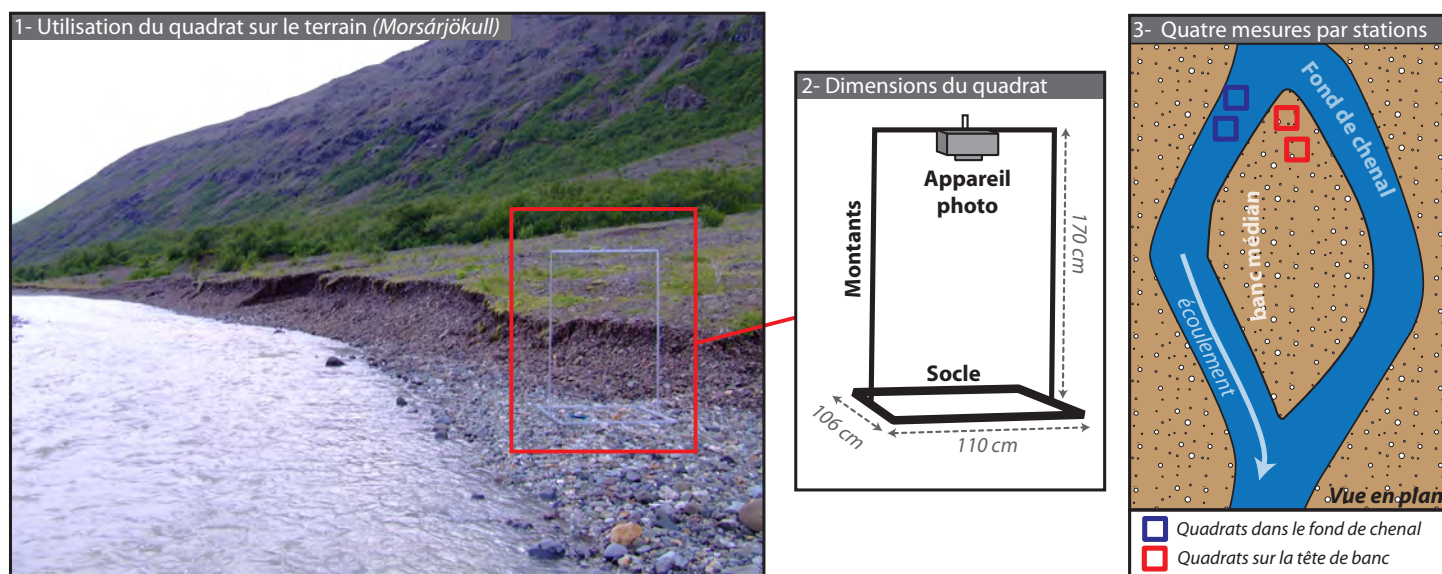 1- Utilisation du quadrat sur le terrain (Morsárjökull)
2- Dimensions du quadrat
Appareil
photo
Montants
170 cm
Socle
106 cm
110 cm
3- Quatre mesures par stations
Fond de chenal
banc médian
écoulement
Vue en plan
Quadrats dans le fond de chenal
Quadrats sur la tête de banc